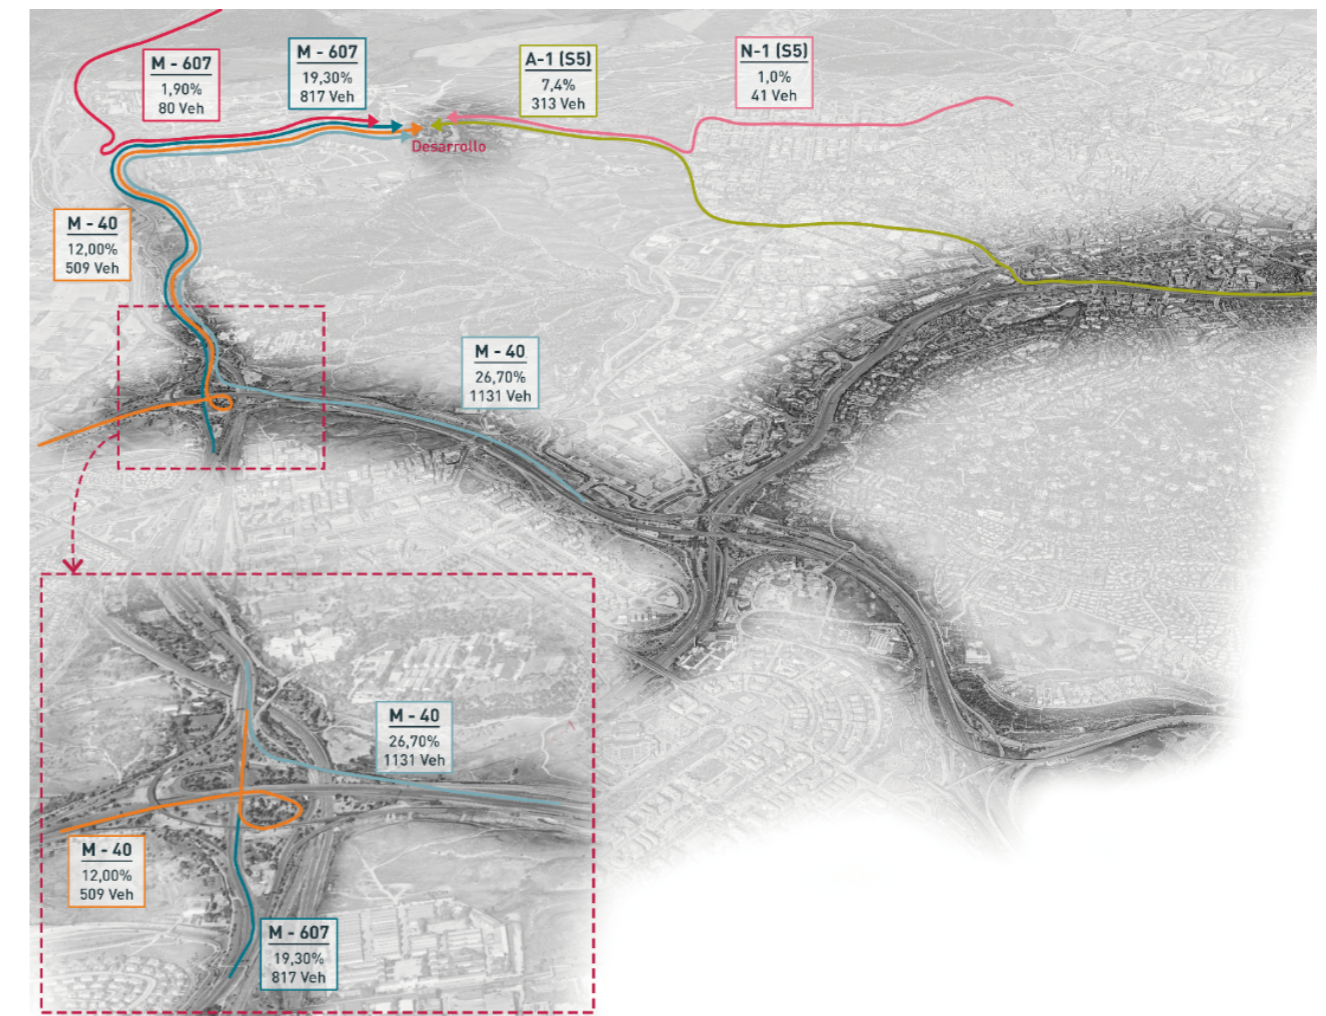 M - 607
1,90%
80 Veh
M - 607
19,30%
817 Veh
A-1 (S5)
7,4%
313 Veh
N-1 (S5)
1,0%
41 Veh
Desarrollo
M - 40
12,00%
509 Veh
M - 40
26,70%
1131 Veh
M - 40
26,70%
1131 Veh
M - 40
12,00%
509 Veh
M - 607
19,30%
817 Veh